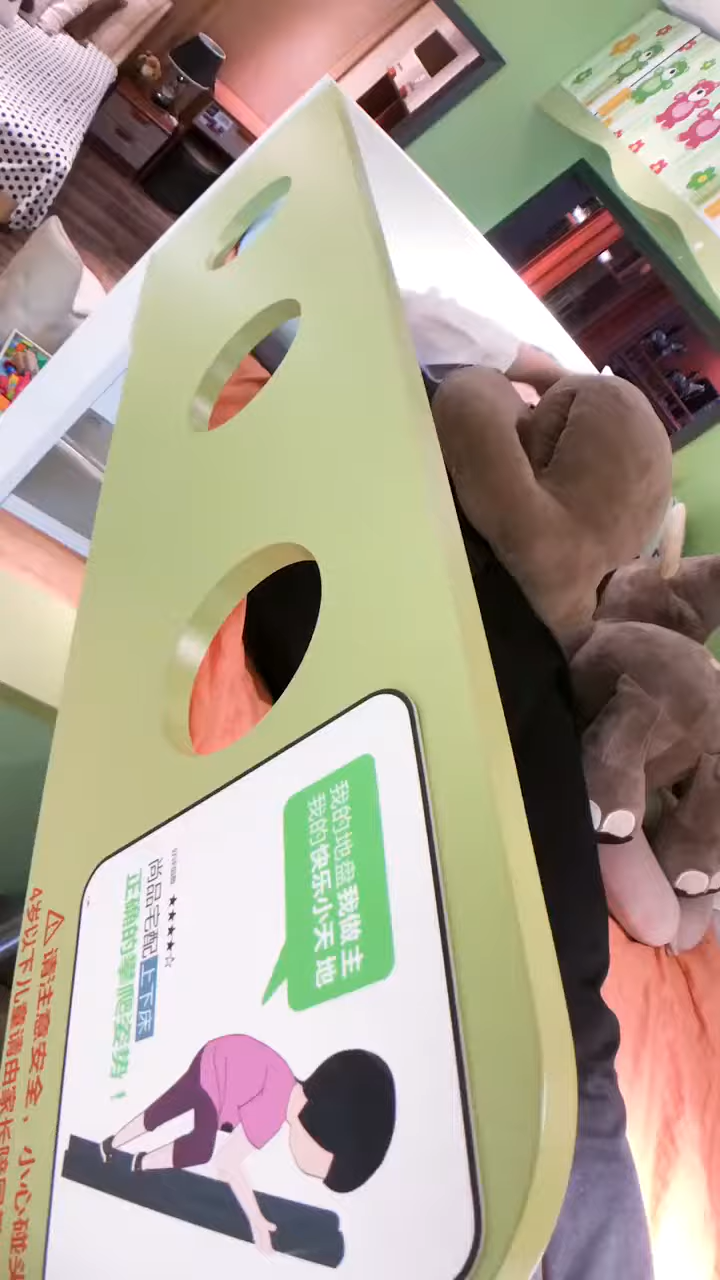 我的地盘我做主
我的快乐小天地
尚品宅配 上下床
正确的攀爬姿势！
请注意安全，小心碰头
4岁以下儿童请由家长陪同